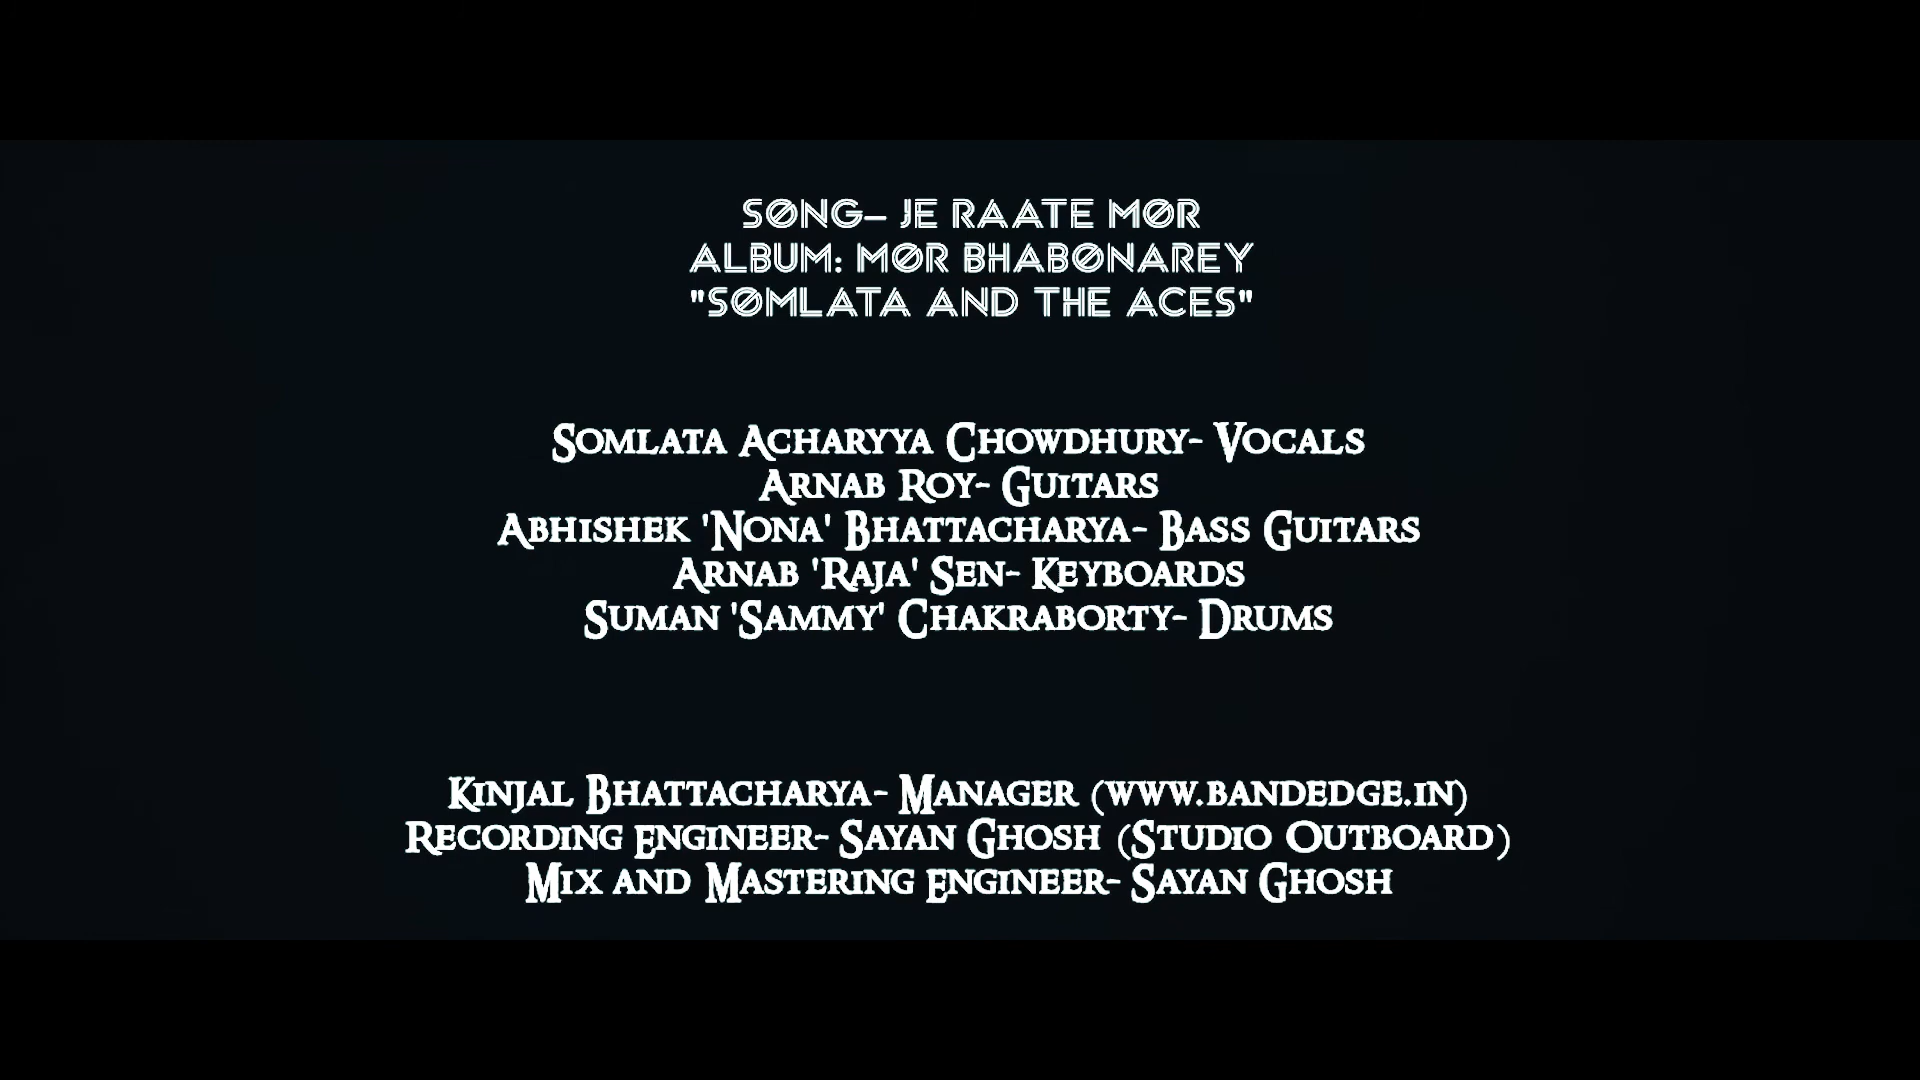 SØNG– JE RAATE MØR
ALBUM: MØR BHABØNAREY
"SØMLATA AND THE ACES"
Somlata Acharyya Chowdhury- Vocals
Arnab Roy- Guitars
Abhishek 'Nona' Bhattacharya- Bass Guitars
Arnab 'Raja' Sen- Keyboards
Suman 'Sammy' Chakraborty- Drums
Kinjal Bhattacharya- Manager (www.bandedge.in)
Recording Engineer- Sayan Ghosh (Studio Outboard)
Mix and Mastering Engineer- Sayan Ghosh